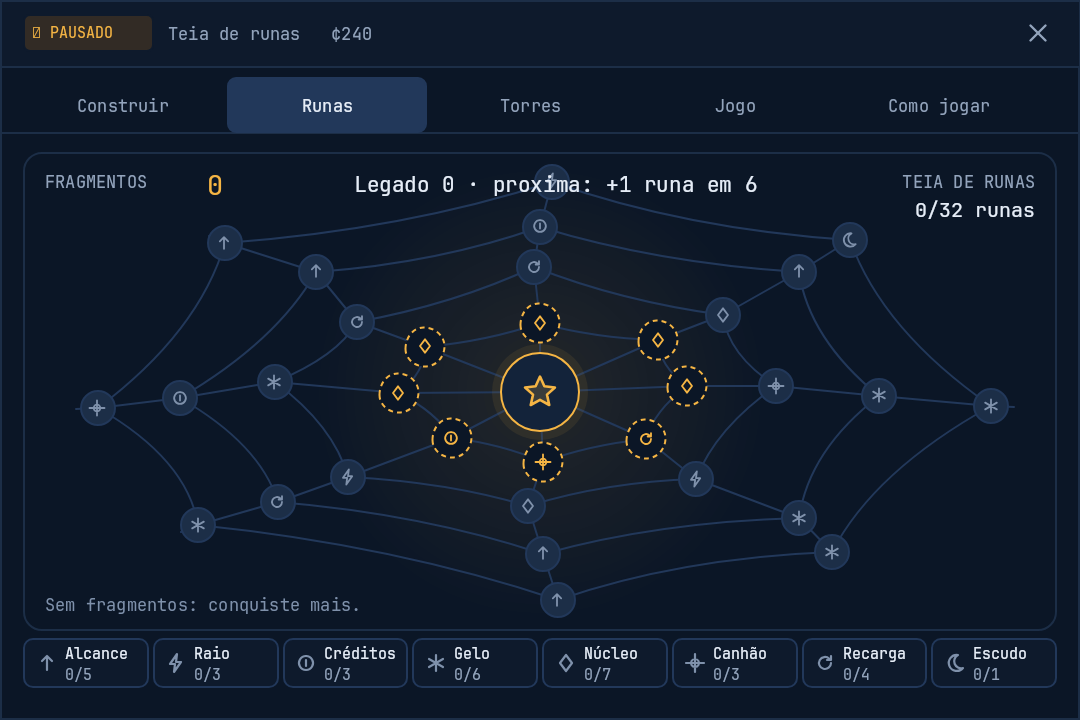 PAUSADO Teia de runas ₵240
Construir Runas Torres Jogo Como jogar
FRAGMENTOS 0 Legado 0 · proxima: +1 runa em 6 TEIA DE RUNAS
0/32 runas
Sem fragmentos: conquiste mais.
Alcance Raio Créditos Gelo Núcleo Canhão Recarga Escudo
0/5 0/3 0/3 0/6 0/7 0/3 0/4 0/1